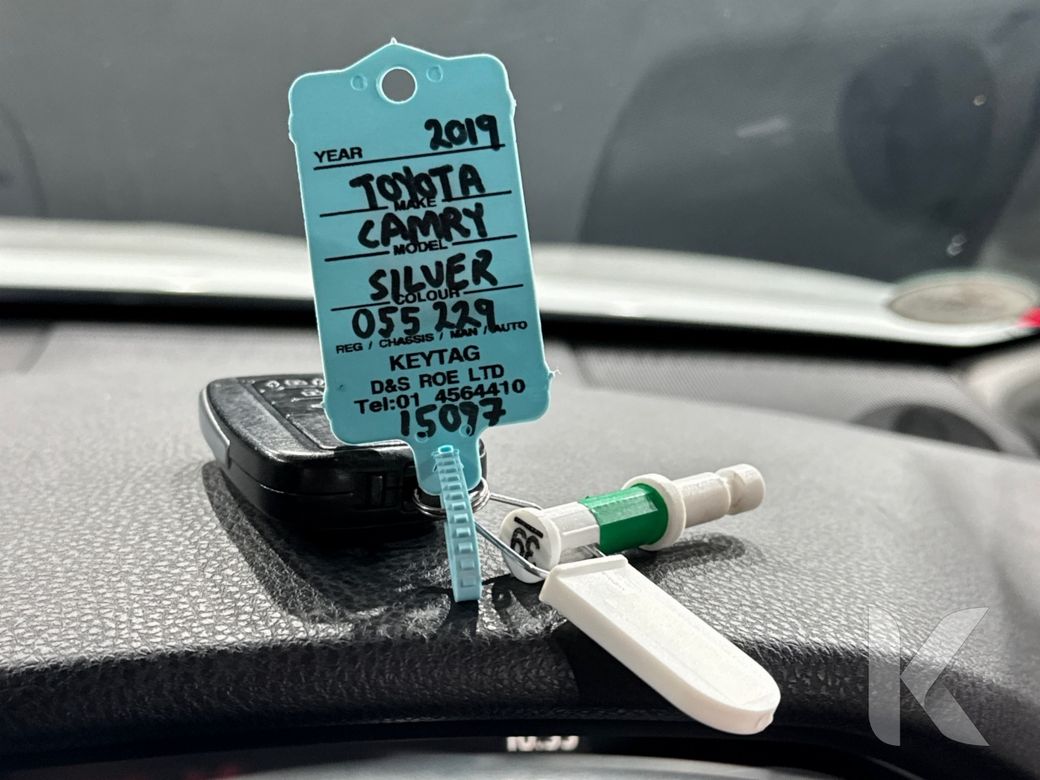 2019
YEAR
TOYOTA
MAKE
CAMRY
MODEL
SILVER
COLOUR
055 229
REG / CHASSIS / MAN / AUTO
KEYTAG
D&S ROE LTD
Tel:01 4564410
15097
39
K